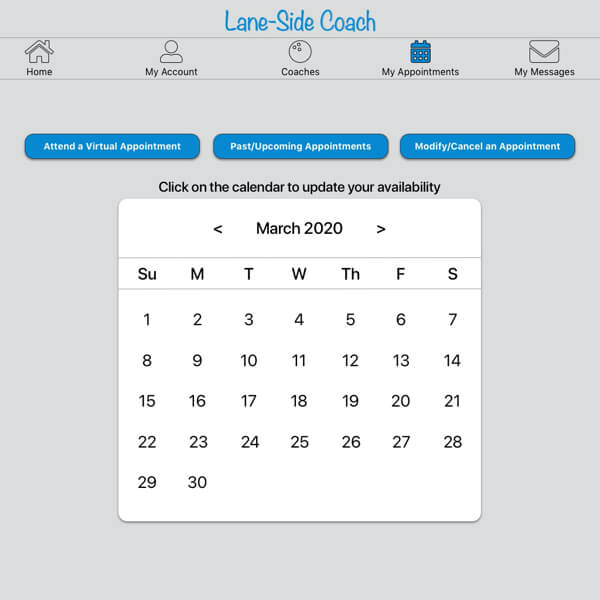 Lane-Side Coach
Home My Account Coaches My Appointments My Messages
Attend a Virtual Appointment Past/Upcoming Appointments Modify/Cancel an Appointment
Click on the calendar to update your availability
< March 2020 >
Su M T W Th F S
1 2 3 4 5 6 7
8 9 10 11 12 13 14
15 16 17 18 19 20 21
22 23 24 25 26 27 28
29 30